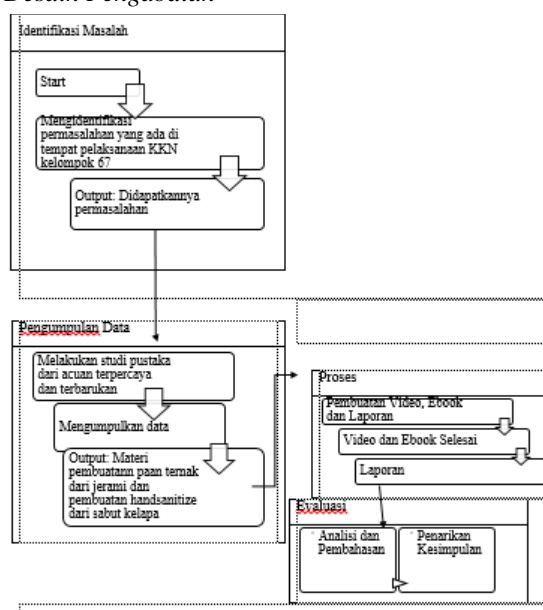 Desain Pengabdian
Identifikasi Masalah
Start
Mengidentifikasi
permasalahan yang ada di
tempat pelaksanaan KKN
kelompok 67
Output: Didapatkannya
permasalahan
Pengumpulan Data
Melakukan studi pustaka
dari acuan terpercaya
dan terbarukan
Mengumpulkan data
Output: Materi
pembuatann paan ternak
dari jerami dan
pembuatan handsanitize
dari sabut kelapa
Proses
Pembuatan Video, Ebook
dan Laporan
Video dan Ebook Selesai
Laporan
Evaluasi
Analisi dan
Pembahasan
Penarikan
Kesimpulan